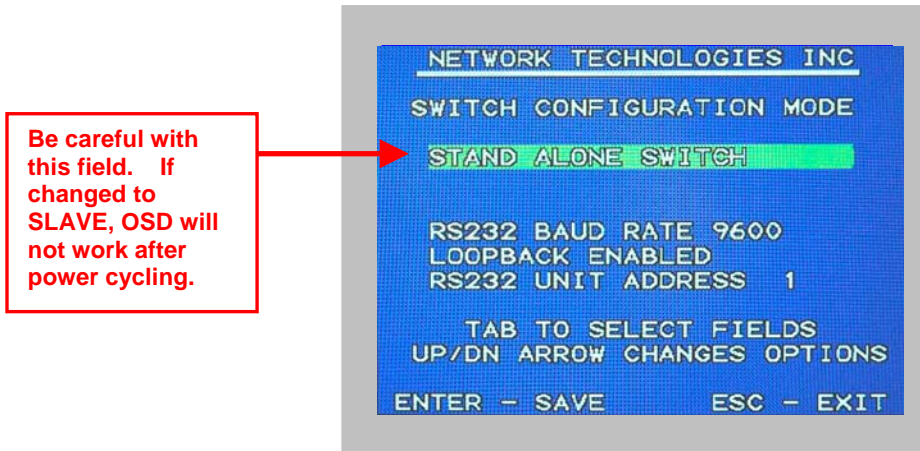 Be careful with
this field. If
changed to
SLAVE, OSD will
not work after
power cycling.
NETWORK TECHNOLOGIES INC
SWITCH CONFIGURATION MODE
STAND ALONE SWITCH
RS232 BAUD RATE 9600
LOOPBACK ENABLED
RS232 UNIT ADDRESS 1
TAB TO SELECT FIELDS
UP/DN ARROW CHANGES OPTIONS
ENTER - SAVE ESC - EXIT